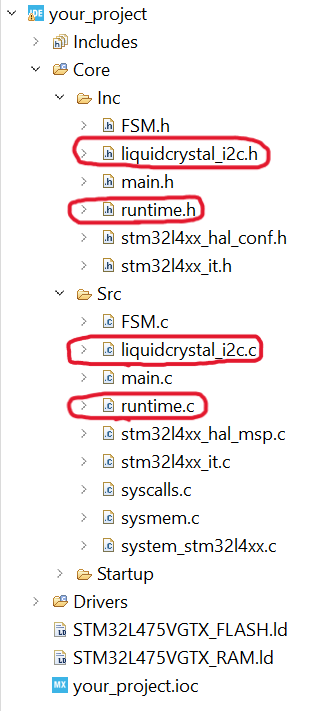 your_project
Includes
Core
Inc
FSM.h
liquidcrystal_i2c.h
main.h
runtime.h
stm32l4xx_hal_conf.h
stm32l4xx_it.h
Src
FSM.c
liquidcrystal_i2c.c
main.c
runtime.c
stm32l4xx_hal_msp.c
stm32l4xx_it.c
syscalls.c
sysmem.c
system_stm32l4xx.c
Startup
Drivers
STM32L475VGTX_FLASH.ld
STM32L475VGTX_RAM.ld
MX your_project.ioc